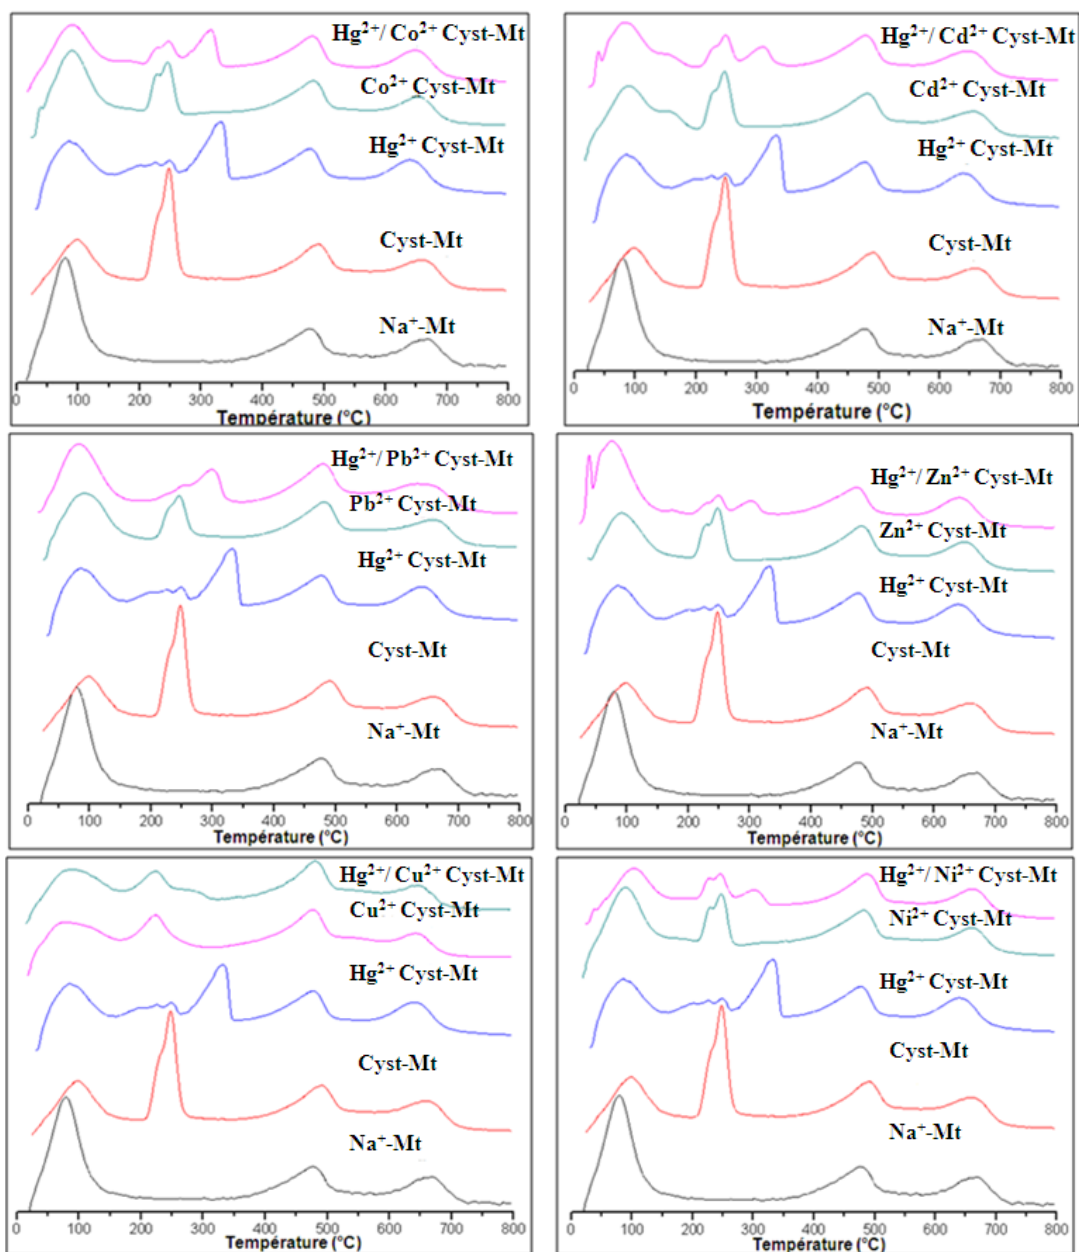 Hg²⁺/ Co²⁺ Cyst-Mt
Co²⁺ Cyst-Mt
Hg²⁺ Cyst-Mt
Cyst-Mt
Na⁺-Mt
0 100 200 300 400 500 600 700 800
Température (°C)
Hg²⁺/ Cd²⁺ Cyst-Mt
Cd²⁺ Cyst-Mt
Hg²⁺ Cyst-Mt
Cyst-Mt
Na⁺-Mt
0 100 200 300 400 500 600 700 800
Température (°C)
Hg²⁺/ Pb²⁺ Cyst-Mt
Pb²⁺ Cyst-Mt
Hg²⁺ Cyst-Mt
Cyst-Mt
Na⁺-Mt
0 100 200 300 400 500 600 700 800
Température (°C)
Hg²⁺/ Zn²⁺ Cyst-Mt
Zn²⁺ Cyst-Mt
Hg²⁺ Cyst-Mt
Cyst-Mt
Na⁺-Mt
0 100 200 300 400 500 600 700 800
Température (°C)
Hg²⁺/ Cu²⁺ Cyst-Mt
Cu²⁺ Cyst-Mt
Hg²⁺ Cyst-Mt
Cyst-Mt
Na⁺-Mt
0 100 200 300 400 500 600 700 800
Température (°C)
Hg²⁺/ Ni²⁺ Cyst-Mt
Ni²⁺ Cyst-Mt
Hg²⁺ Cyst-Mt
Cyst-Mt
Na⁺-Mt
0 100 200 300 400 500 600 700 800
Température (°C)